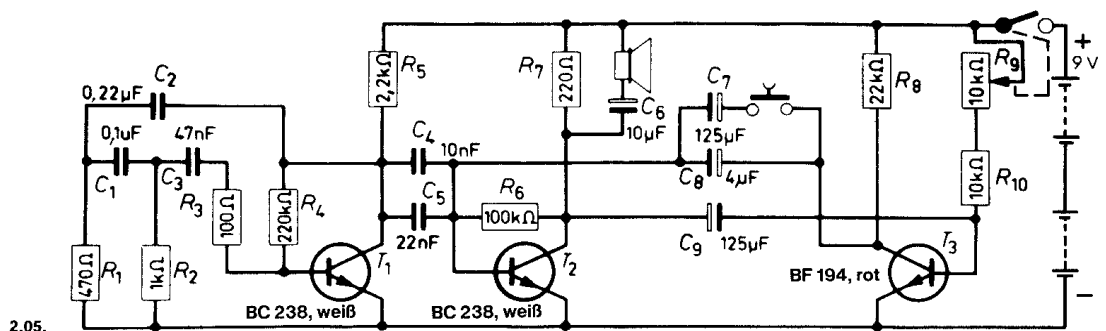 C2
0,22µF
0,1uF
47nF
C1
C3
R3
100Ω
R4
220kΩ
470Ω
R1
1kΩ
R2
R5
2,2kΩ
C4
10nF
C5
22nF
T1
BC 238, weiß
R6
100kΩ
T2
BC 238, weiß
R7
220Ω
C6
10µF
C7
125µF
C8
4µF
C9
125µF
R8
22kΩ
T3
BF 194, rot
R9
10kΩ
R10
10kΩ
+
9V
−
2.05.